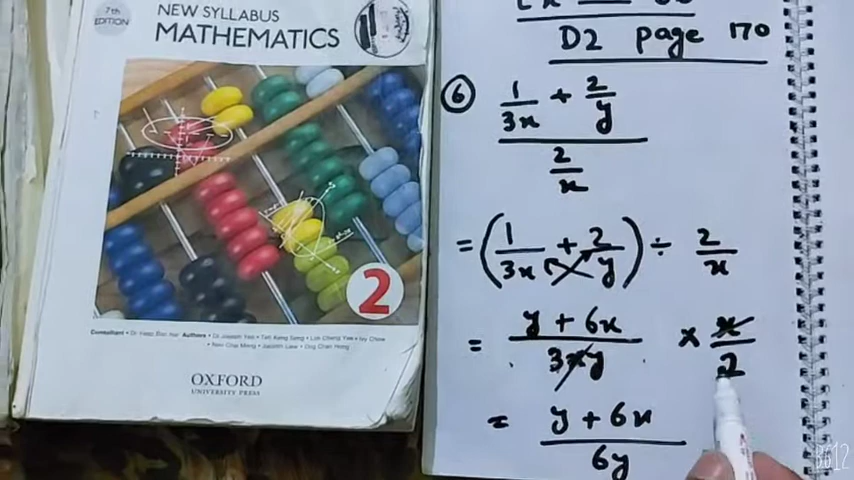 7th
EDITION
NEW SYLLABUS
MATHEMATICS
2
OXFORD
UNIVERSITY PRESS
D2 page 170
6 (1/3x + 2/y) / (2/x)
= (1/3x + 2/y) ÷ 2/x
= (y + 6x)/3xy × x/2
= (y + 6x)/6y
B612